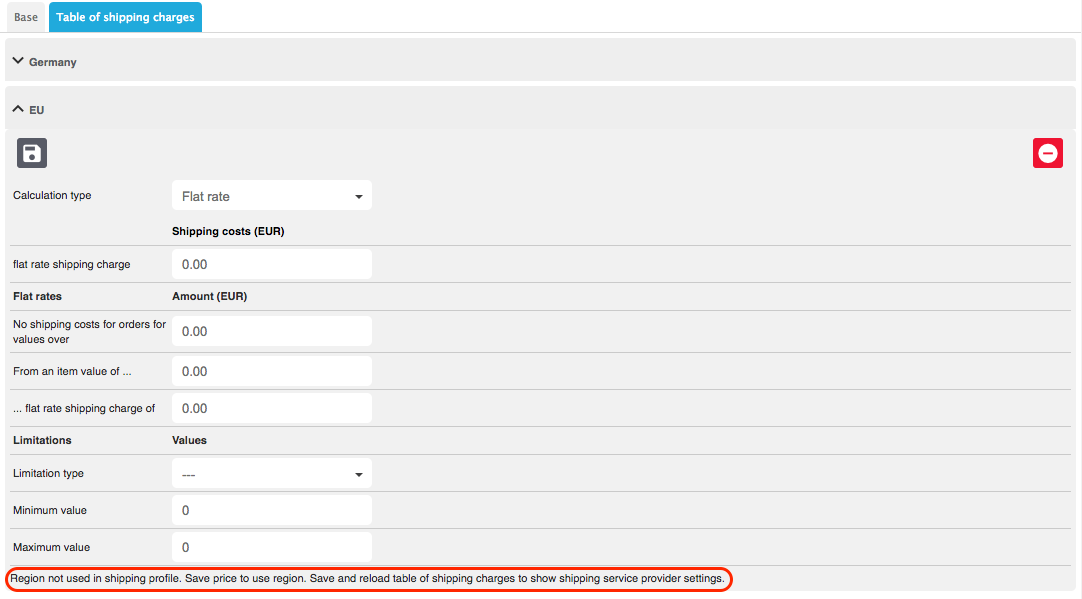 Base
Table of shipping charges
Germany
EU
Calculation type
Flat rate
Shipping costs (EUR)
flat rate shipping charge
0.00
Flat rates
Amount (EUR)
No shipping costs for orders for
values over
0.00
From an item value of ...
0.00
... flat rate shipping charge of
0.00
Limitations
Values
Limitation type
---
Minimum value
0
Maximum value
0
Region not used in shipping profile. Save price to use region. Save and reload table of shipping charges to show shipping service provider settings.